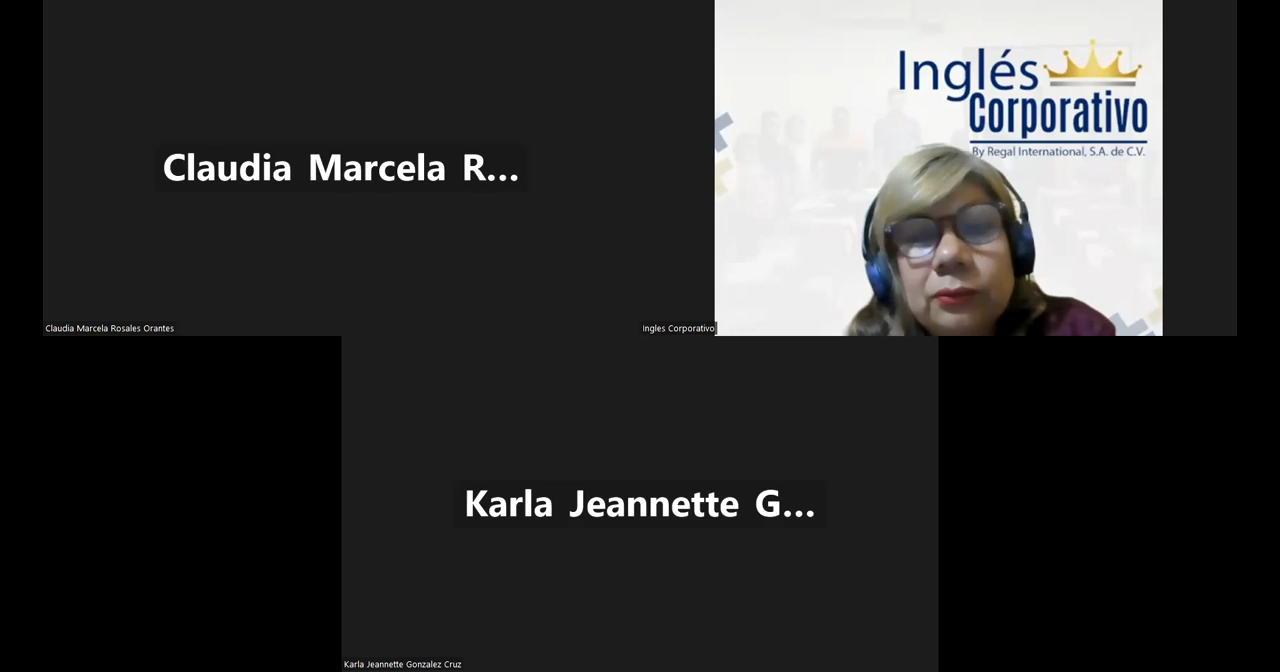 Claudia Marcela R...
Inglés
Corporativo
By Regal International, S.A. de C.V.
Claudia Marcela Rosales Orantes
Ingles Corporativo
Karla Jeannette G...
Karla Jeannette Gonzalez Cruz